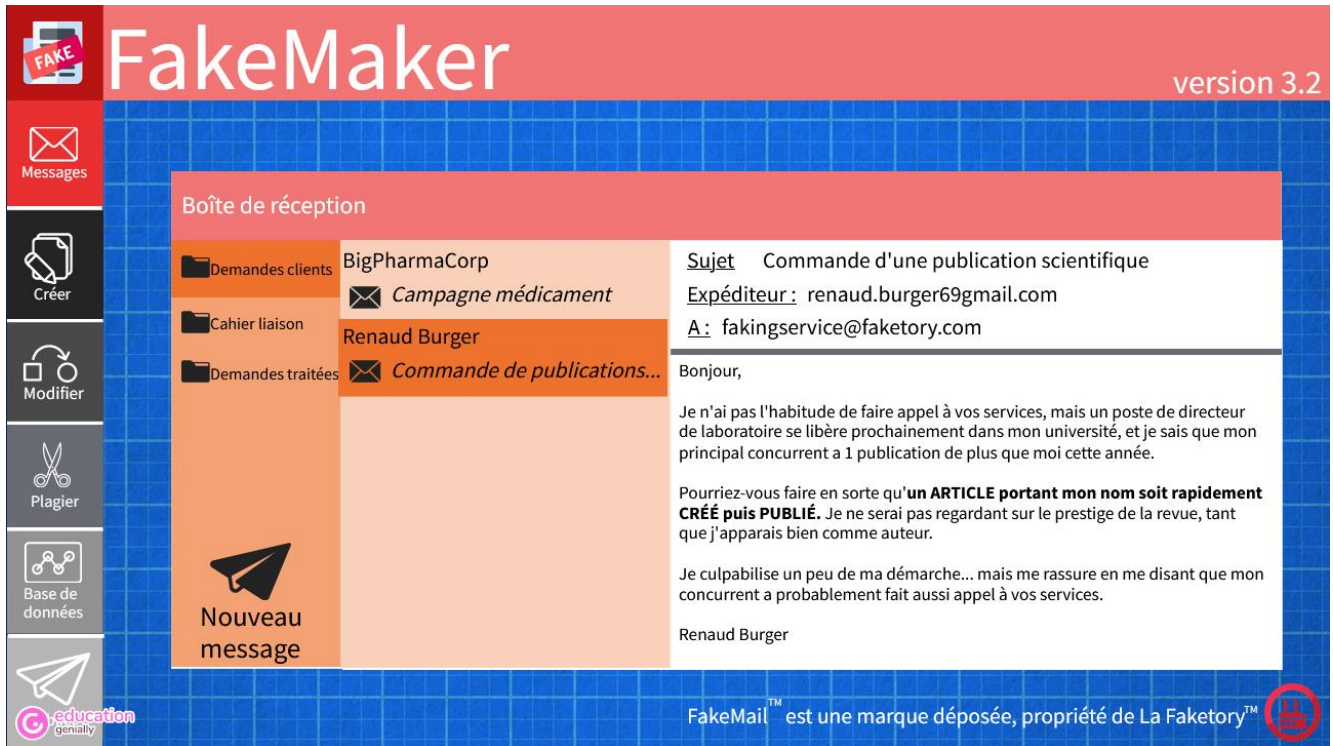 FAKE
FakeMaker
version 3.2
Messages
Créer
Modifier
Plagier
Base de
données
Boîte de réception
Demandes clients
Cahier liaison
Demandes traitées
Nouveau
message
BigPharmaCorp
Campagne médicament
Renaud Burger
Commande de publications...
Sujet Commande d'une publication scientifique
Expéditeur : renaud.burger69gmail.com
A : fakingservice@faketory.com
Bonjour,
Je n'ai pas l'habitude de faire appel à vos services, mais un poste de directeur
de laboratoire se libère prochainement dans mon université, et je sais que mon
principal concurrent a 1 publication de plus que moi cette année.
Pourriez-vous faire en sorte qu'un ARTICLE portant mon nom soit rapidement
CRÉÉ puis PUBLIÉ. Je ne serai pas regardant sur le prestige de la revue, tant
que j'apparais bien comme auteur.
Je culpabilise un peu de ma démarche... mais me rassure en me disant que mon
concurrent a probablement fait aussi appel à vos services.
Renaud Burger
education
genially
FakeMail™ est une marque déposée, propriété de La Faketory™